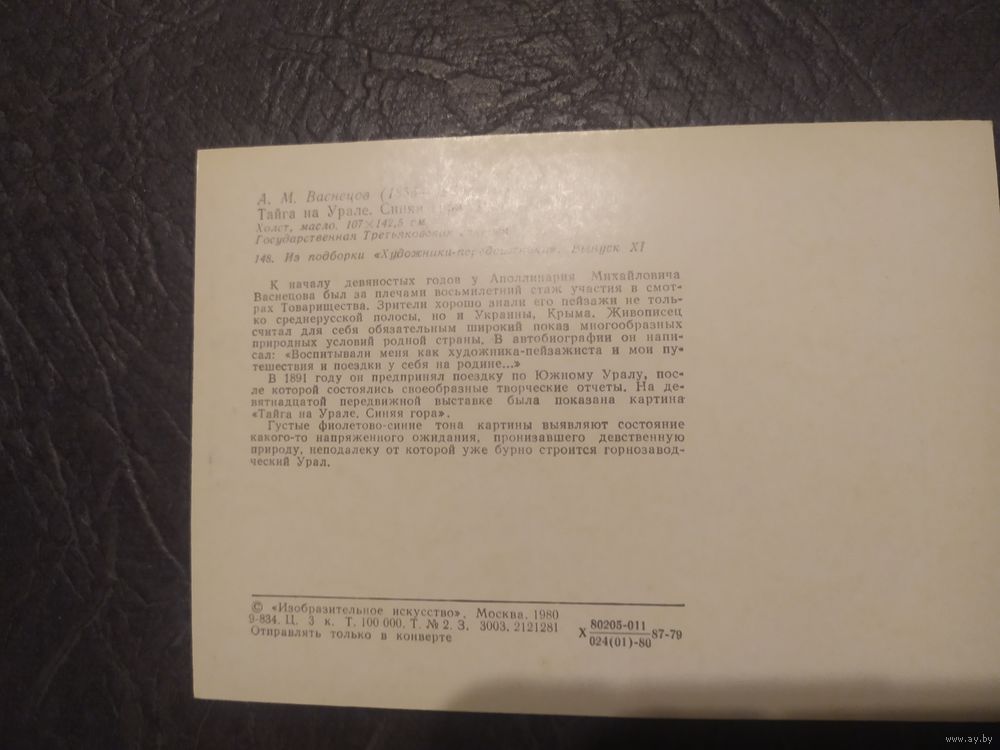 А. М. Васнецов
Тайга на Урале. Синяя
Холст, масло. 107×142,5 см.
Государственная Третьяковская
148. Из подборки «Художники-передвижники». Выпуск XI
К началу девяностых годов у Аполлинария Михайловича
Васнецова был за плечами восьмилетний стаж участия в смот-
рах Товарищества. Зрители хорошо знали его пейзажи не толь-
ко среднерусской полосы, но и Украины, Крыма. Живописец
считал для себя обязательным широкий показ многообразных
природных условий родной страны. В автобиографии он напи-
сал: «Воспитывали меня как художника-пейзажиста и мои пу-
тешествия и поездки у себя на родине...»
В 1891 году он предпринял поездку по Южному Уралу, пос-
ле которой состоялись своеобразные творческие отчеты. На де-
вятнадцатой передвижной выставке была показана картина
«Тайга на Урале. Синяя гора».
Густые фиолетово-синие тона картины выявляют состояние
какого-то напряженного ожидания, пронизавшего девственную
природу, неподалеку от которой уже бурно строится горнозавод-
ческий Урал.
© «Изобразительное искусство». Москва. 1980
9-834. Ц. 3 к. Т. 100 000. Т. № 2. З. 3003. 2121281
Отправлять только в конверте
Х 80205-011
024(01)-80 87-79
www.ay.by